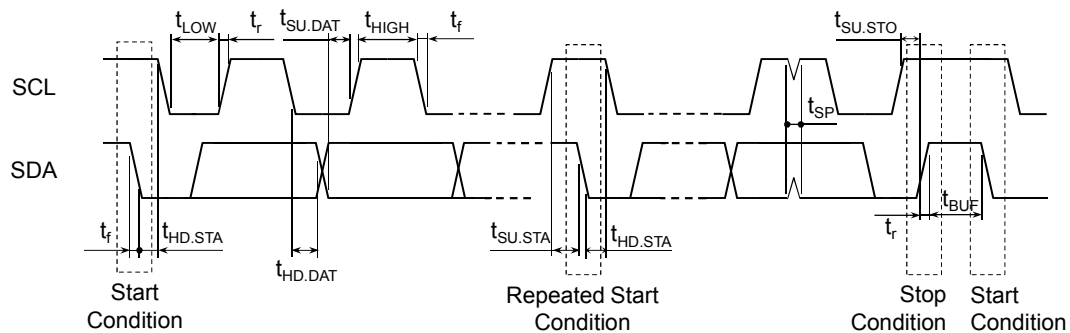 tLOW tr tSU.DAT tHIGH tf tSU.STO
SCL
tSP
SDA
tBUF
tf tHD.STA tSU.STA tHD.STA tr
tHD.DAT
Start
Condition
Repeated Start
Condition
Stop
Condition
Start
Condition